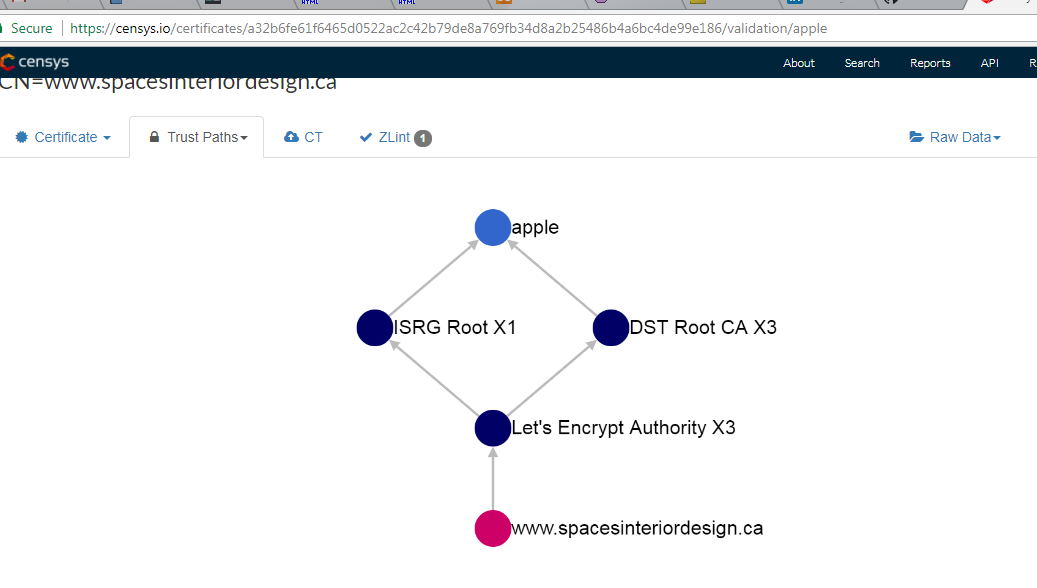 HTML HTML
Secure https://censys.io/certificates/a32b6fe61f6465d0522ac2c42b79de8a769fb34d8a2b25486b4a6bc4de99e186/validation/apple
censys About Search Reports API R
CN=www.spacesinteriordesign.ca
Certificate Trust Paths CT ZLint 1 Raw Data
apple
ISRG Root X1 DST Root CA X3
Let's Encrypt Authority X3
www.spacesinteriordesign.ca